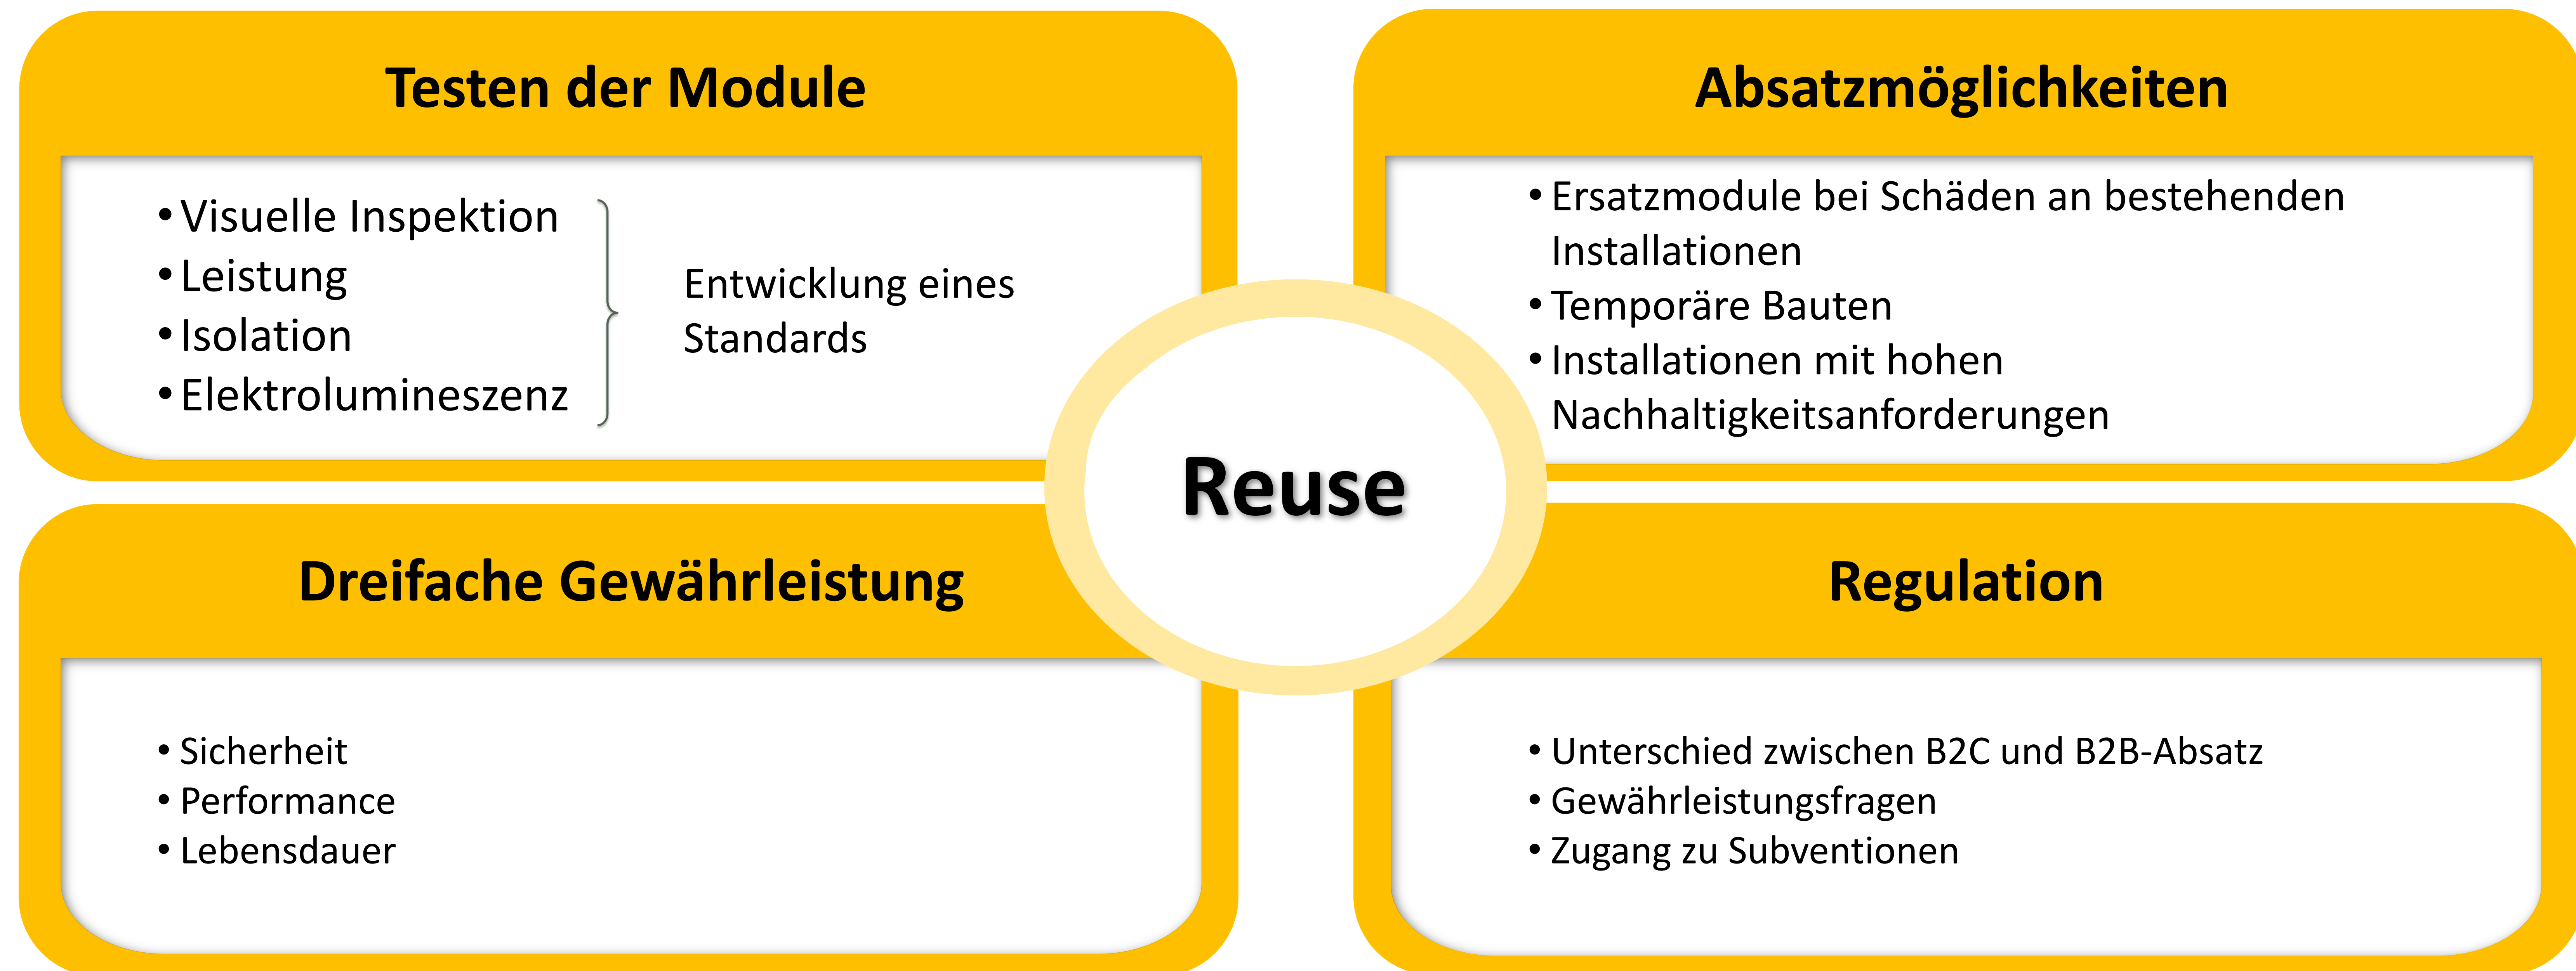 Testen der Module
• Visuelle Inspektion
• Leistung
• Isolation
• Elektrolumineszenz
Entwicklung eines
Standards
Absatzmöglichkeiten
• Ersatzmodule bei Schäden an bestehenden
Installationen
• Temporäre Bauten
• Installationen mit hohen
Nachhaltigkeitsanforderungen
Reuse
Dreifache Gewährleistung
• Sicherheit
• Performance
• Lebensdauer
Regulation
• Unterschied zwischen B2C und B2B-Absatz
• Gewährleistungsfragen
• Zugang zu Subventionen